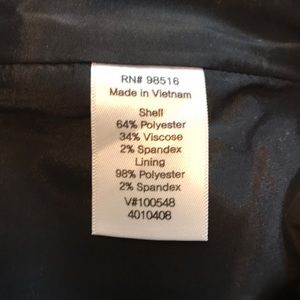 RN# 98516
Made in Vietnam
Shell
64% Polyester
34% Viscose
2% Spandex
Lining
98% Polyester
2% Spandex
V#100548
4010408